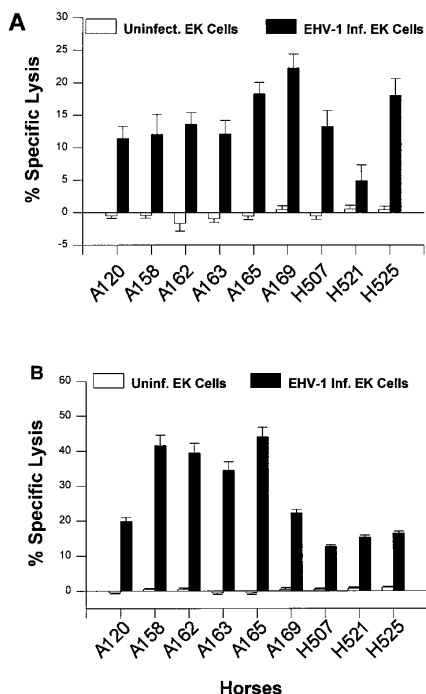 A
Uninfect. EK Cells
EHV-1 Inf. EK Cells
% Specific Lysis
30
25
20
15
10
5
0
-5
A120
A158
A162
A163
A165
A169
H507
H521
H525
B
Uninf. EK Cells
EHV-1 Inf. EK Cells
% Specific Lysis
60
50
40
30
20
10
0
A120
A158
A162
A163
A165
A169
H507
H521
H525
Horses